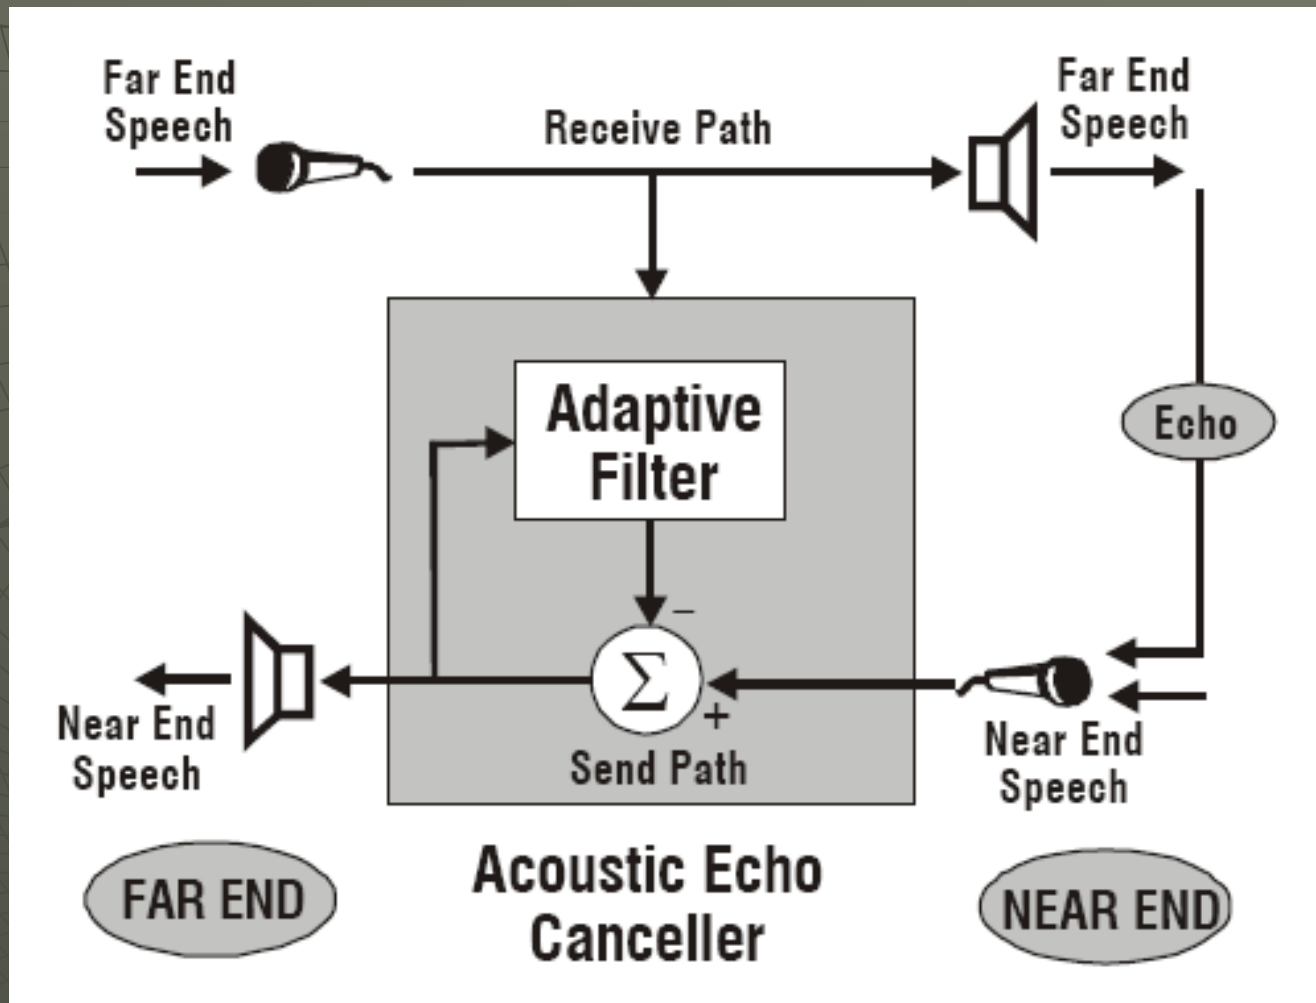 Far End
Speech
Receive Path
Far End
Speech
Adaptive
Filter
Echo
−
Σ
+
Send Path
Near End
Speech
Near End
Speech
FAR END
Acoustic Echo
Canceller
NEAR END